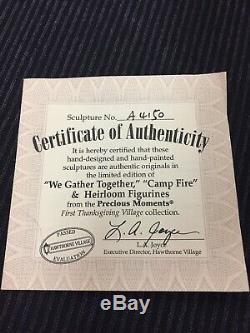 Sculpture No. A4150
Certificate of Authenticity
It is hereby certified that these
hand-designed and hand-painted
sculptures are authentic originals in
the limited edition of
"We Gather Together," "Camp Fire"
& Heirloom Figurines
from the Precious Moments®
First Thanksgiving Village collection.
L. A. Joyce
L.A. Joyce
Executive Director, Hawthorne Village
PASSED
HAWTHORNE VILLAGE
EVALUATION